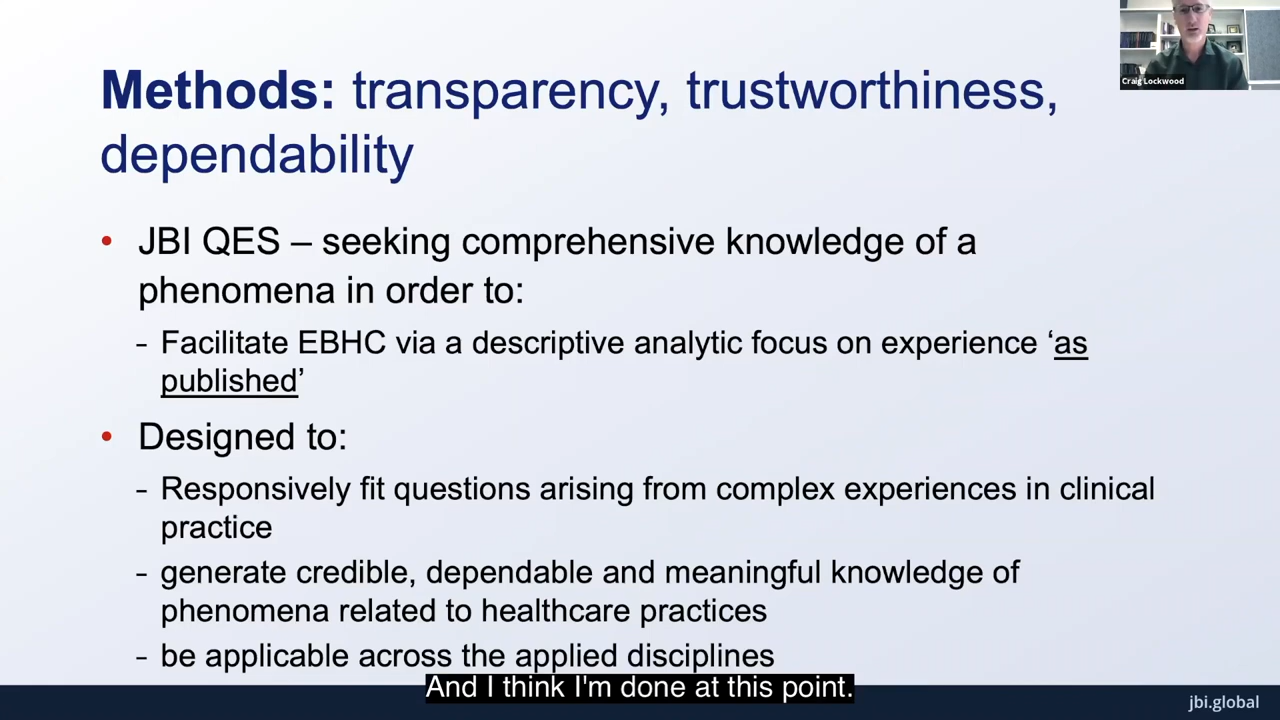 Craig Lockwood
Methods: transparency, trustworthiness,
dependability
• JBI QES – seeking comprehensive knowledge of a
phenomena in order to:
- Facilitate EBHC via a descriptive analytic focus on experience ‘as
published’
• Designed to:
- Responsively fit questions arising from complex experiences in clinical
practice
- generate credible, dependable and meaningful knowledge of
phenomena related to healthcare practices
- be applicable across the applied disciplines
And I think I'm done at this point.
jbi.global